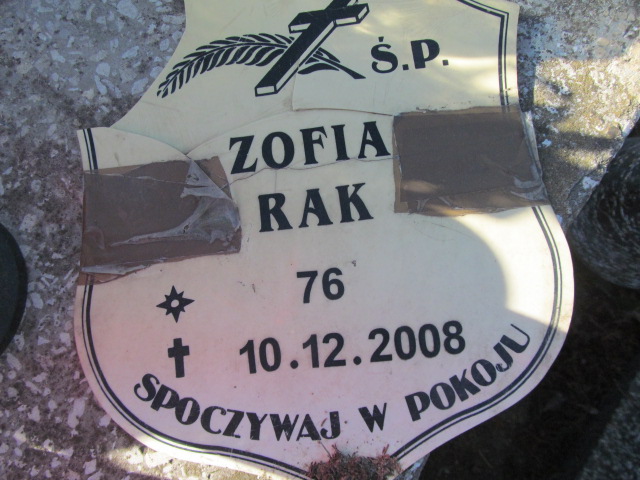 Ś.P.
ZOFIA
RAK
76
10.12.2008
SPOCZYWAJ W POKOJU